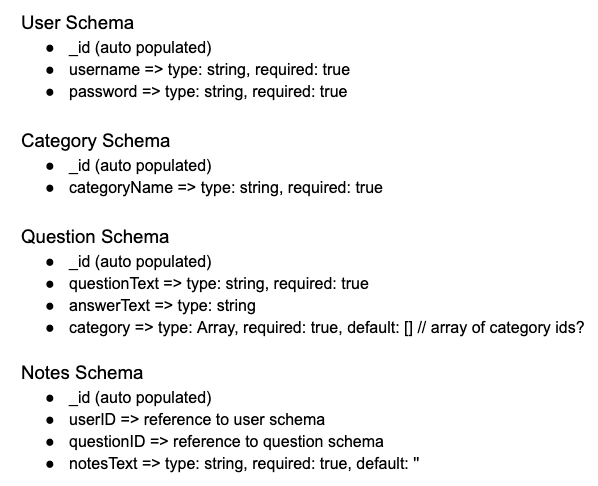 User Schema
● _id (auto populated)
● username => type: string, required: true
● password => type: string, required: true
Category Schema
● _id (auto populated)
● categoryName => type: string, required: true
Question Schema
● _id (auto populated)
● questionText => type: string, required: true
● answerText => type: string
● category => type: Array, required: true, default: [] // array of category ids?
Notes Schema
● _id (auto populated)
● userID => reference to user schema
● questionID => reference to question schema
● notesText => type: string, required: true, default: ''